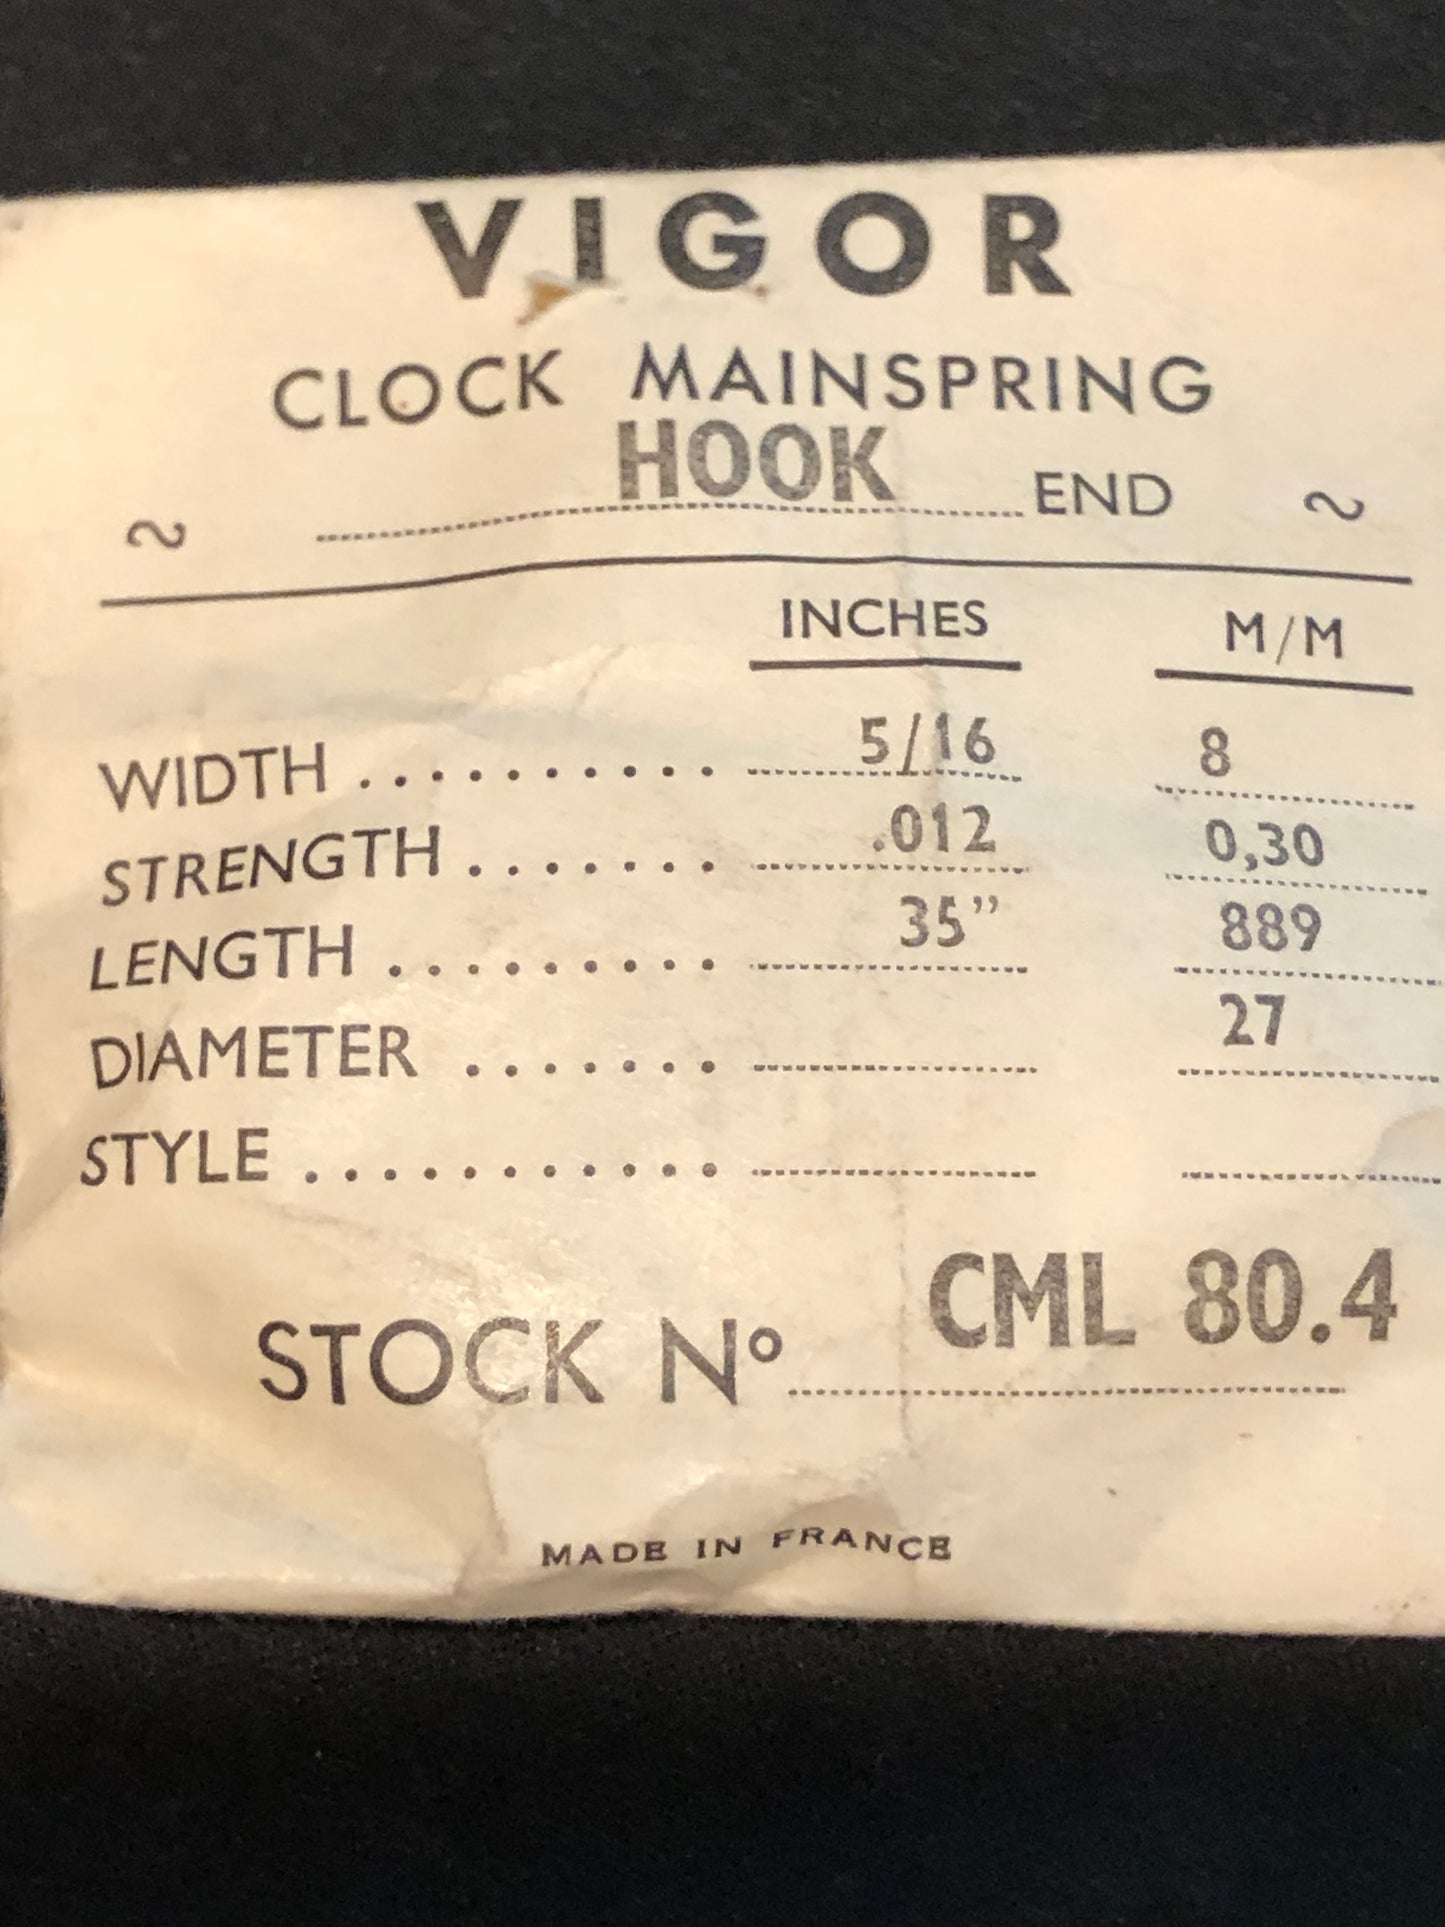 VIGOR
CLOCK MAINSPRING
~ HOOK END ~
INCHES M/M
WIDTH .......... 5/16 8
STRENGTH ....... .012 0,30
LENGTH ......... 35” 889
DIAMETER ....... 27
STYLE ...........
STOCK Nº CML 80.4
MADE IN FRANCE